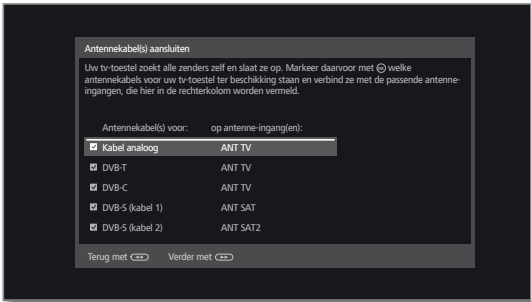 Antennekabel(s) aansluiten
Uw tv-toestel zoekt alle zenders zelf en slaat ze op. Markeer daarvoor met OK welke
antennekabels voor uw tv-toestel ter beschikking staan en verbind ze met de passende antenne-
ingangen, die hier in de rechterkolom worden vermeld.
Antennekabel(s) voor: op antenne-ingang(en):
Kabel analoog ANT TV
DVB-T ANT TV
DVB-C ANT TV
DVB-S (kabel 1) ANT SAT
DVB-S (kabel 2) ANT SAT2
Terug met Verder met